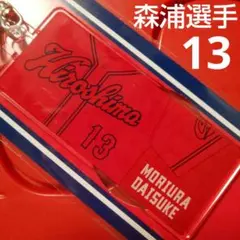 森浦選手
13
Hiroshima
13
MORIURA
DAISUKE